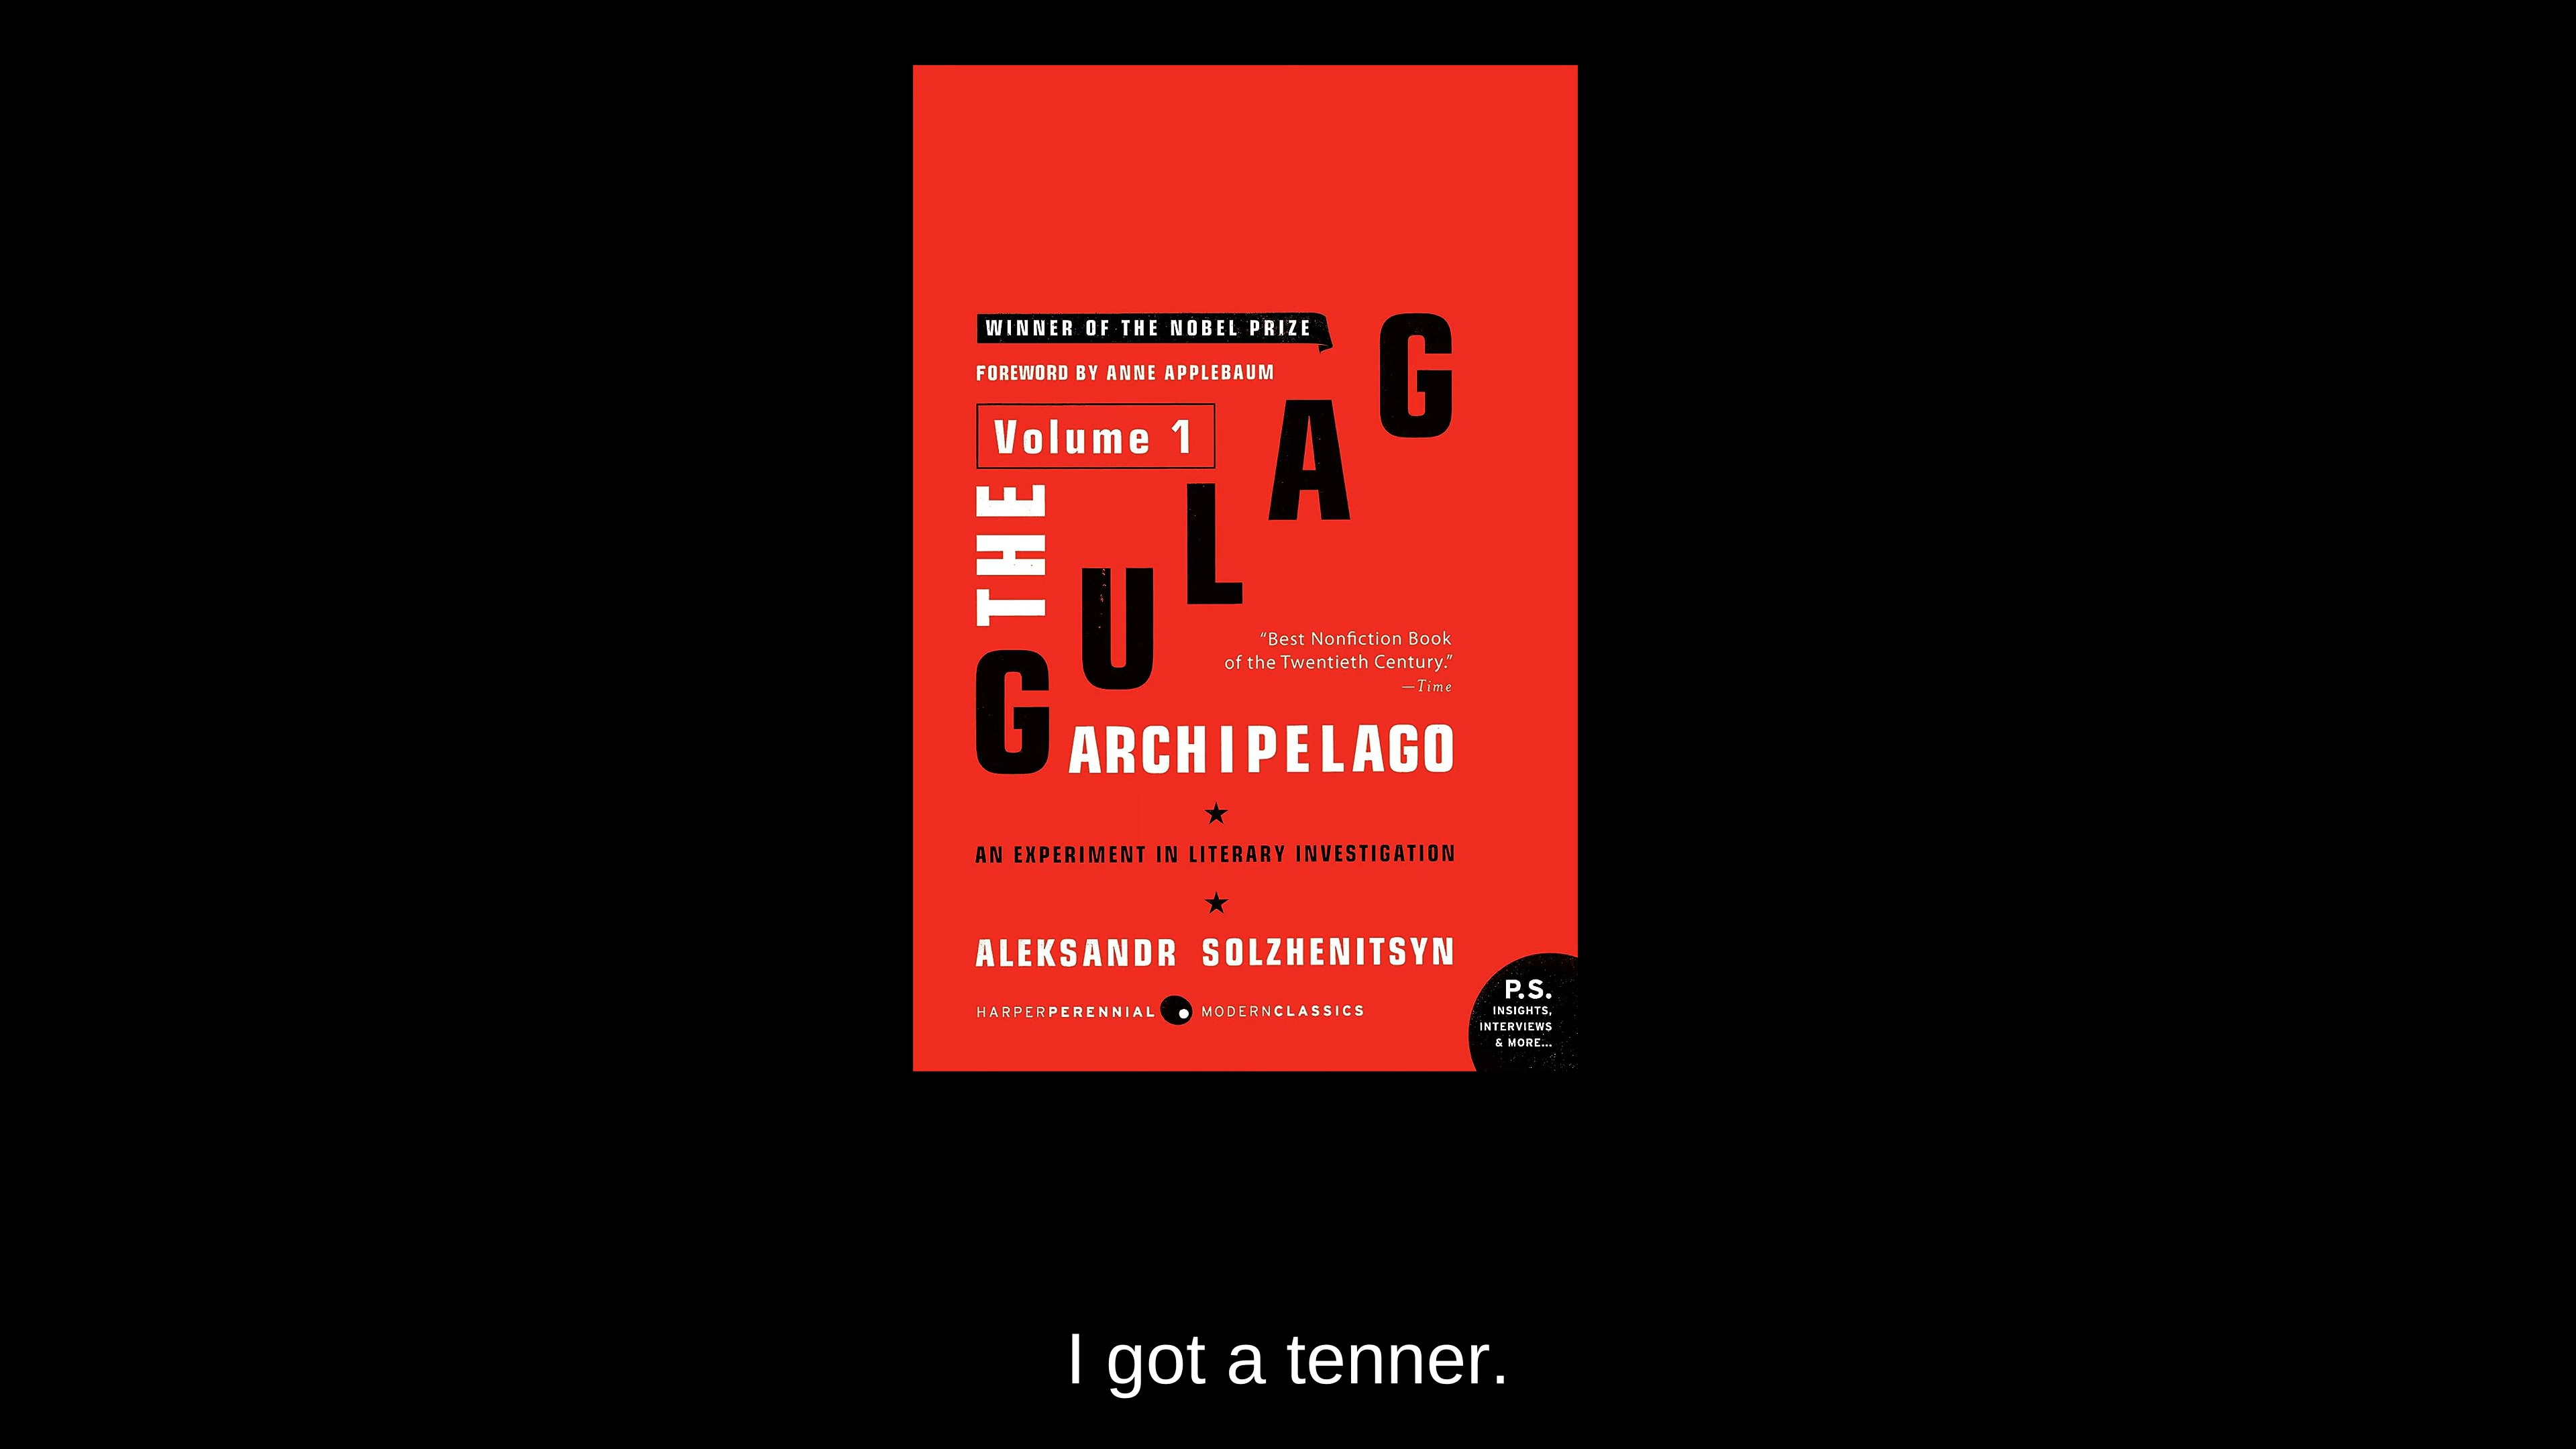 WINNER OF THE NOBEL PRIZE
FOREWORD BY ANNE APPLEBAUM
Volume 1
THE
GULAG
"Best Nonfiction Book
of the Twentieth Century."
—Time
ARCHIPELAGO
AN EXPERIMENT IN LITERARY INVESTIGATION
ALEKSANDR SOLZHENITSYN
HARPERPERENNIAL MODERNCLASSICS
P.S.
INSIGHTS,
INTERVIEWS
& MORE...
I got a tenner.